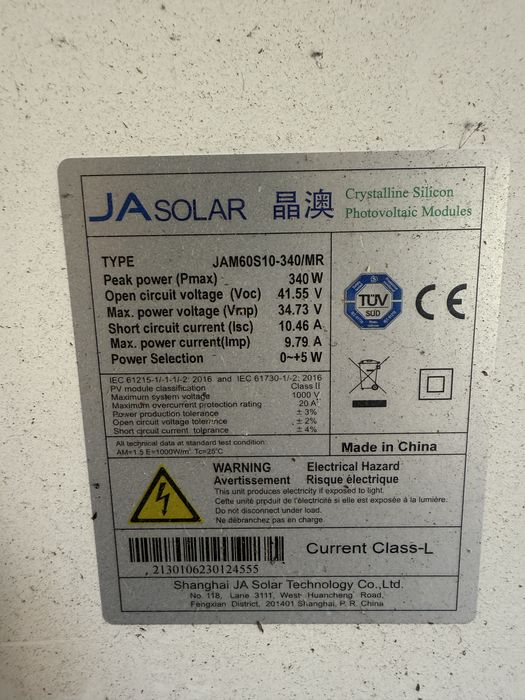 JA SOLAR 晶澳 Crystalline Silicon
Photovoltaic Modules
TYPE JAM60S10-340/MR
Peak power (Pmax) 340 W
Open circuit voltage (Voc) 41.55 V
Max. power voltage (Vmp) 34.73 V
Short circuit current (Isc) 10.46 A
Max. power current(Imp) 9.79 A
Power Selection 0~+5 W
TÜV
SÜD
CE
IEC 61215-1/-1-1/-2: 2016 and IEC 61730-1/-2: 2016
PV module classification Class II
Maximum system voltage 1000 V
Maximum overcurrent protection rating 20 A
Power production tolerance ± 3%
Open circuit voltage tolerance ± 2%
Short circuit current tolerance ± 4%
All technical data at standard test condition:
AM=1.5 E=1000W/m² Tc=25°C
Made in China
WARNING Electrical Hazard
Avertissement Risque électrique
This unit produces electricity if exposed to light.
Cette unité produit de l'électricité si elle est exposée à la lumière.
Do not disconnect under load.
Ne débranchez pas en charge.
2130106230124555
Current Class-L
Shanghai JA Solar Technology Co.,Ltd.
No. 118, Lane 3111, West Huancheng Road,
Fengxian District, 201401 Shanghai, P. R. China